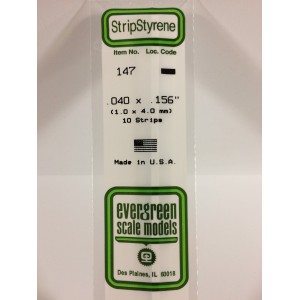 StripStyrene
Item No. Loc. Code
147
.040 x .156"
(1.0 x 4.0 mm)
10 Strips
Made in U.S.A.
evergreen
scale models
Des Plaines, IL 60018